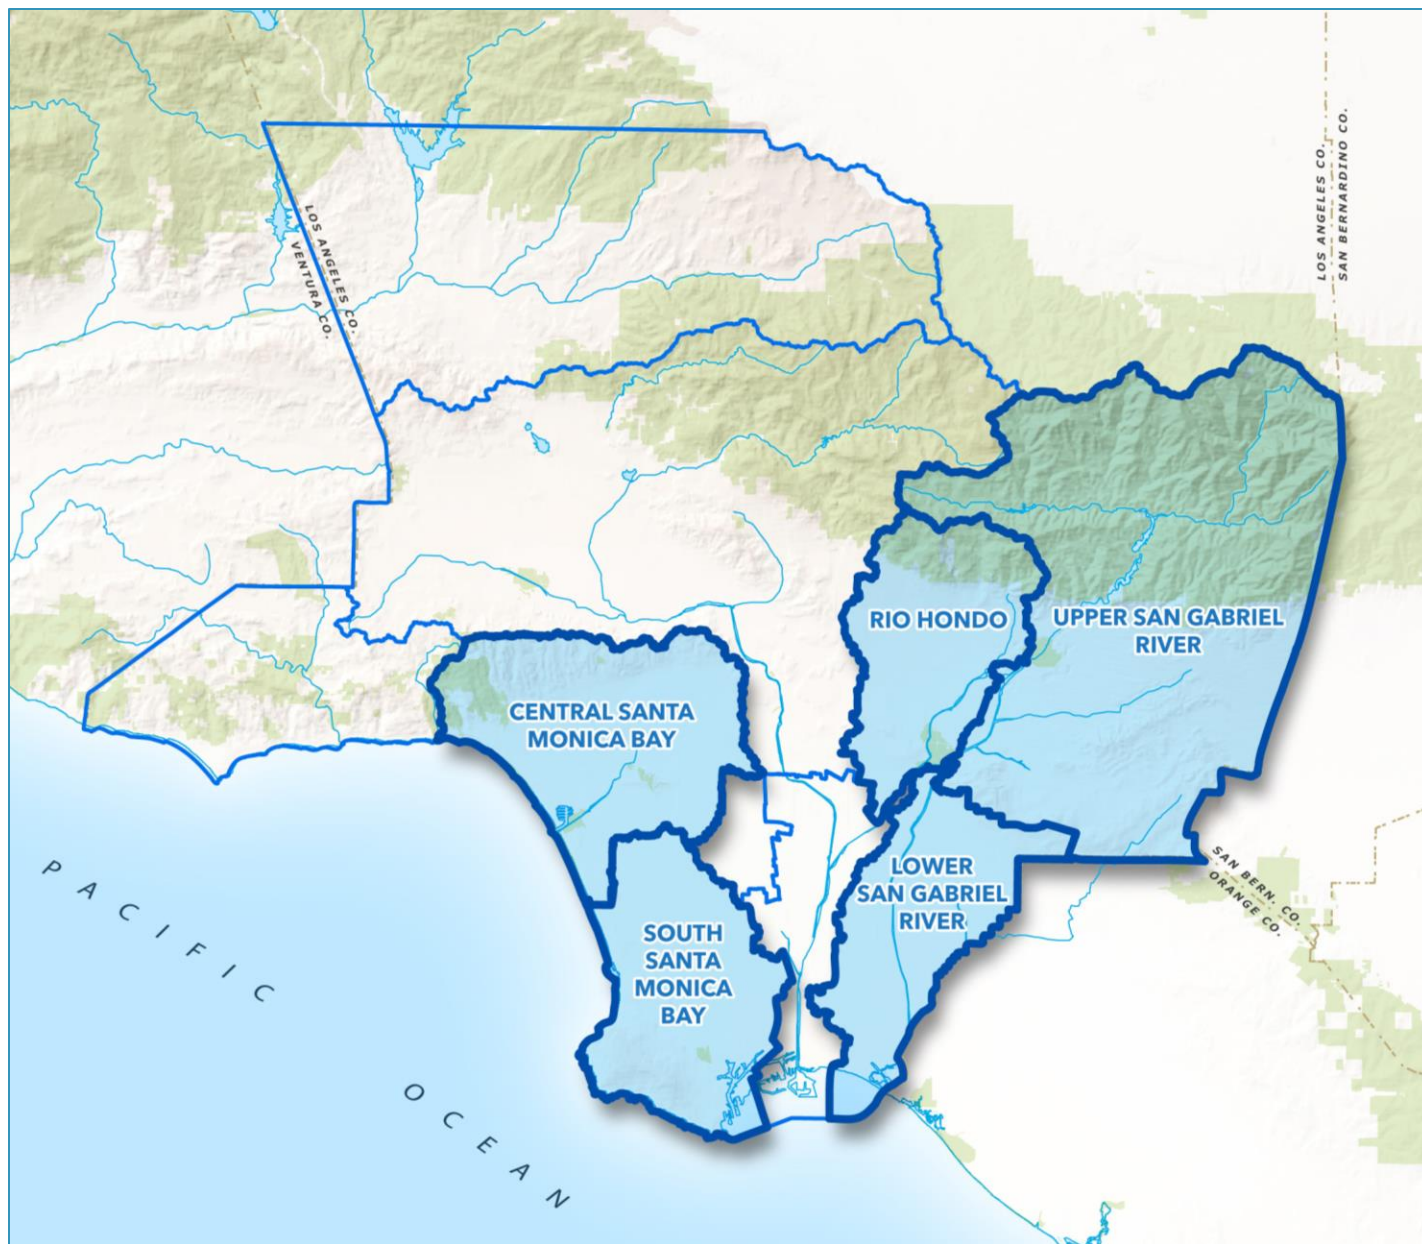 LOS ANGELES CO.
SAN BERNARDINO CO.
LOS ANGELES CO.
VENTURA CO.
RIO HONDO
UPPER SAN GABRIEL
RIVER
CENTRAL SANTA
MONICA BAY
LOWER
SAN GABRIEL
RIVER
SAN BERN. CO.
ORANGE CO.
SOUTH
SANTA
MONICA
BAY
PACIFIC
OCEAN